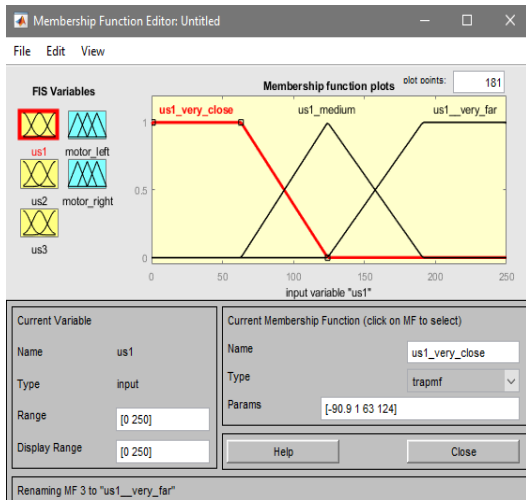 Membership Function Editor: Untitled
File Edit View
FIS Variables
us1 motor_left
us2 motor_right
us3
Membership function plots
plot points: 181
us1_very_close us1_medium us1__very_far
1
0.5
0
0 50 100 150 200 250
input variable "us1"
Current Variable
Name us1
Type input
Range [0 250]
Display Range [0 250]
Current Membership Function (click on MF to select)
Name us1_very_close
Type trapmf
Params [-90.9 1 63 124]
Help Close
Renaming MF 3 to "us1__very_far"